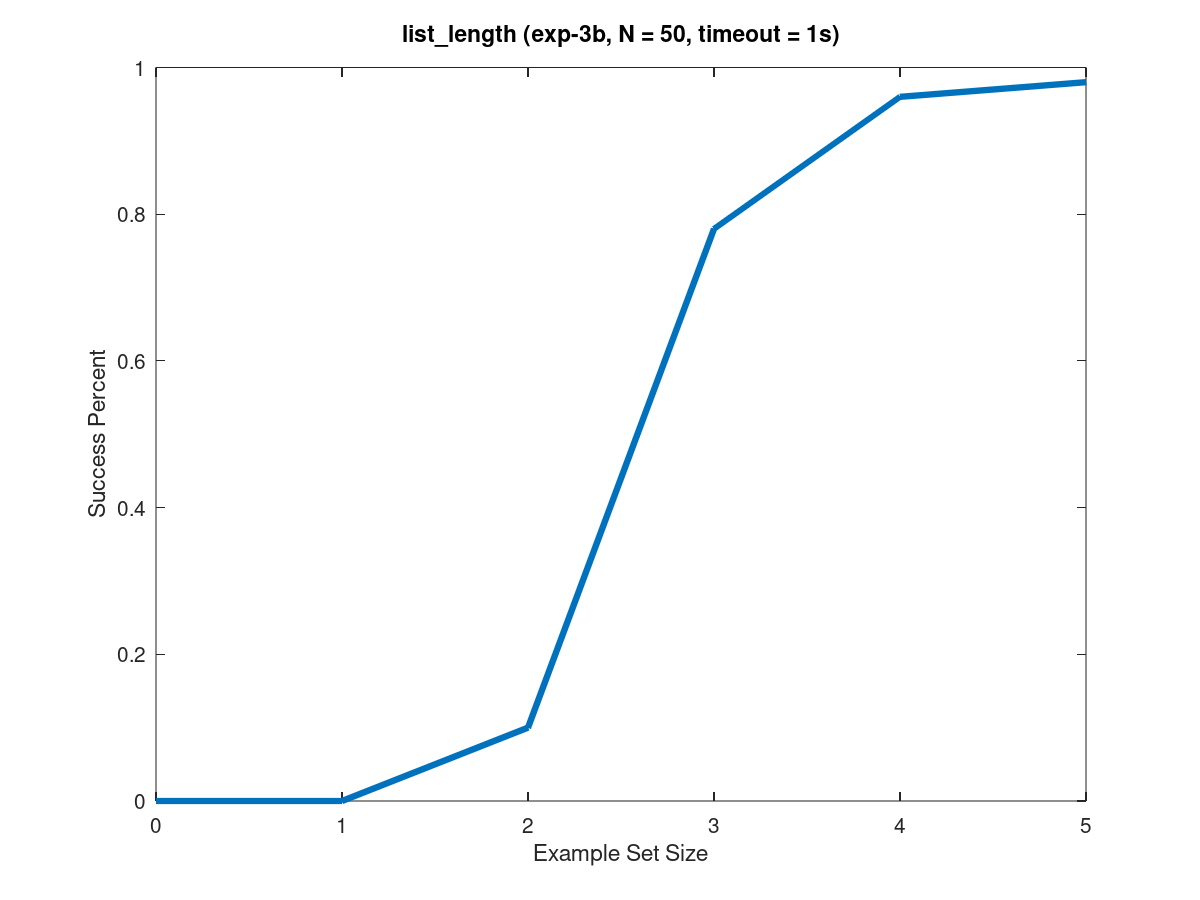 list_length (exp-3b, N = 50, timeout = 1s)
1
0.8
0.6
0.4
0.2
0
Success Percent
0 1 2 3 4 5
Example Set Size